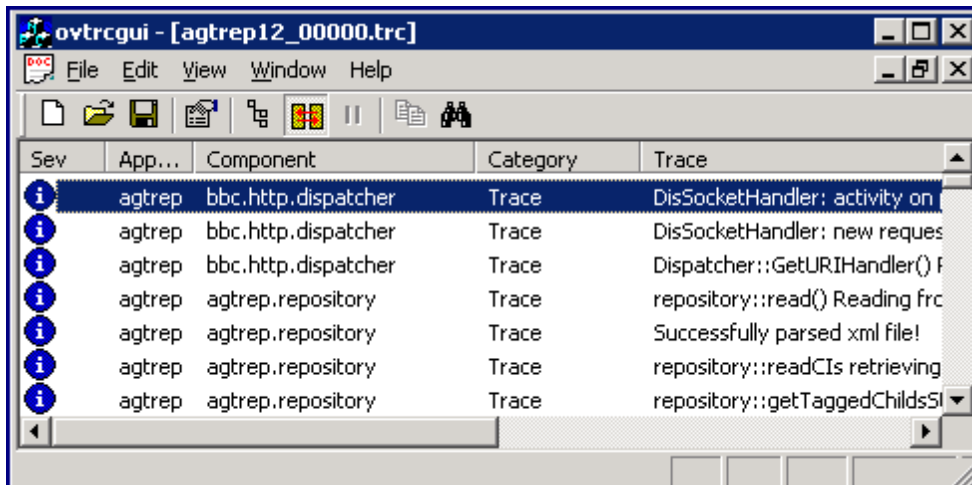 ovtrcgui - [agtrep12_00000.trc]
DOC File Edit View Window Help
Sev App... Component Category Trace
agtrep bbc.http.dispatcher Trace DisSocketHandler: activity on
agtrep bbc.http.dispatcher Trace DisSocketHandler: new reques
agtrep bbc.http.dispatcher Trace Dispatcher::GetURIHandler()
agtrep agtrep.repository Trace repository::read() Reading fro
agtrep agtrep.repository Trace Successfully parsed xml file!
agtrep agtrep.repository Trace repository::readCIs retrieving
agtrep agtrep.repository Trace repository::getTaggedChildsS